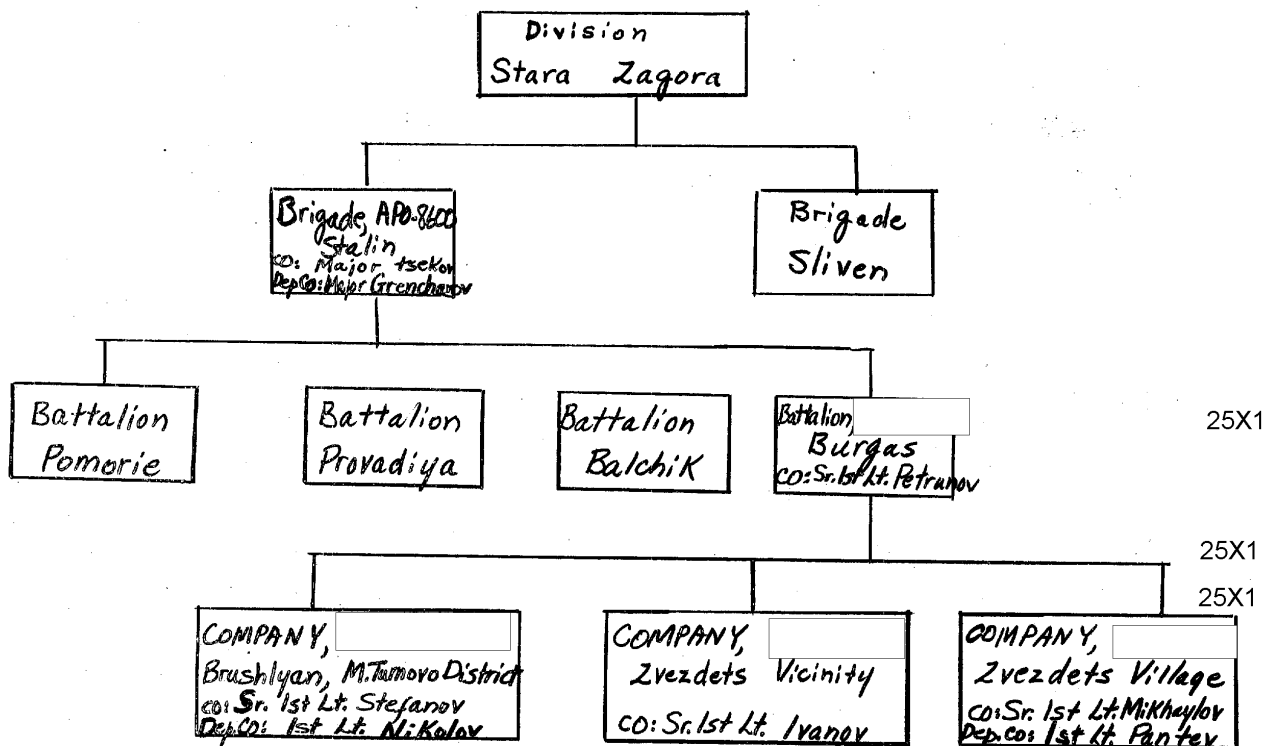 Division
Stara Zagora
Brigade, APO-8600
Stalin
CO: Major tsekov
Dep CO: Major Grencharov
Brigade
Sliven
Battalion
Pomorie
Battalion
Provadiya
Battalion
Balchik
Battalion,
Burgas
CO: Sr. 1st Lt. Petrunov
25X1
25X1
25X1
COMPANY,
Brushlyan, M. Turnovo District
CO: Sr. 1st Lt. Stefanov
Dep. CO: 1st Lt. Nikolov
COMPANY,
Zvezdets Vicinity
CO: Sr. 1st Lt. Ivanov
COMPANY,
Zvezdets Village
CO: Sr. 1st Lt. Mikhaylov
Dep. CO: 1st Lt. Pantev